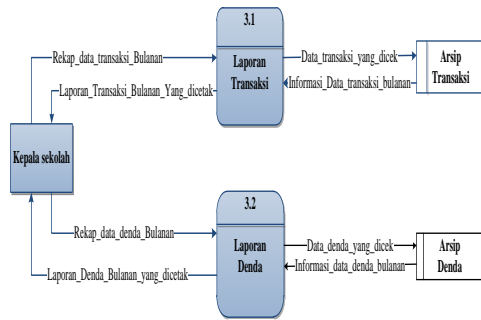 3.1
Laporan
Transaksi
Rekap_data_transaksi_Bulanan
Laporan_Transaksi_Bulanan_Yang_dicetak
Data_transaksi_yang_dicek
Informasi_Data_transaksi_bulanan
Arsip
Transaksi
Kepala sekolah
3.2
Laporan
Denda
Rekap_data_denda_Bulanan
Laporan_Denda_Bulanan_yang_dicetak
Data_denda_yang_dicek
Informasi_data_denda_bulanan
Arsip
Denda